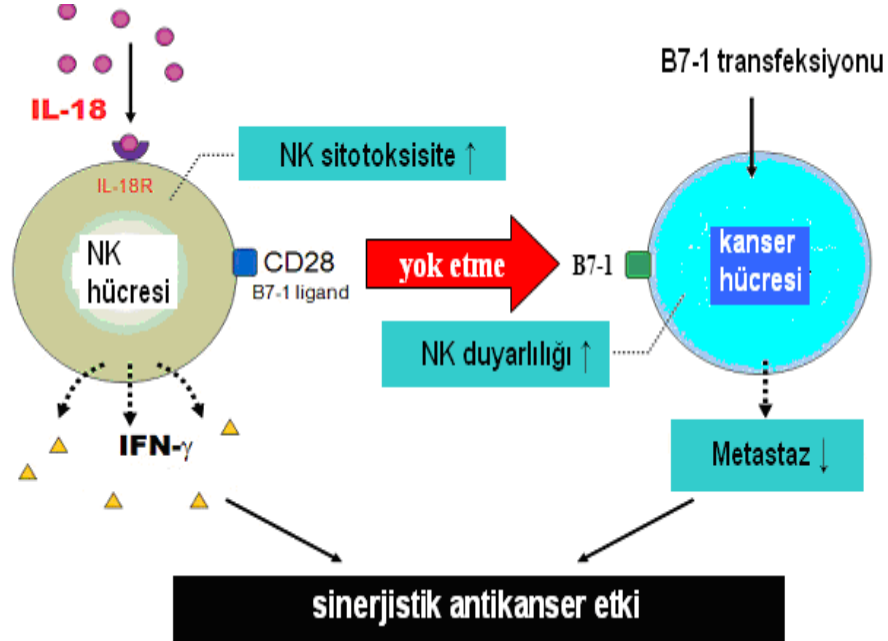 B7-1 transfeksiyonu
IL-18
NK sitotoksisite ↑
IL-18R
NK
hücresi
CD28
B7-1 ligand
yok etme
B7-1
kanser
hücresi
NK duyarlılığı ↑
IFN-γ
Metastaz ↓
sinerjistik antikanser etki